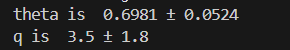 theta is  0.6981 ± 0.0524
q is  3.5 ± 1.8